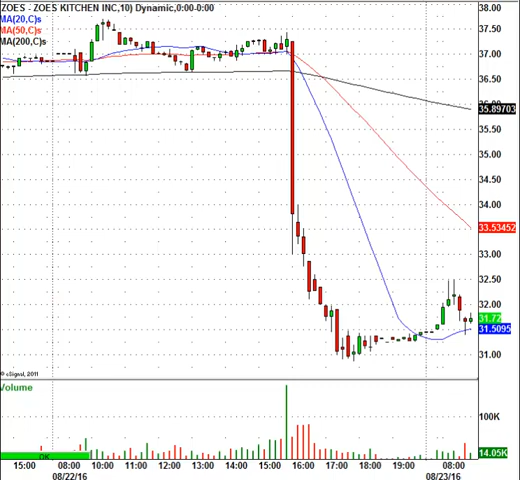 ZOES - ZOES KITCHEN INC,10) Dynamic,0:00-0:00
MA(20,C)s
MA(50,C)s
MA(200,C)s
38.00
37.50
37.00
36.50
35.89703
35.50
35.00
34.50
34.00
33.53452
33.00
32.50
32.00
31.72
31.5095
31.00
© eSignal, 2011
Volume
100K
14.05K
DK
15:00 08:00 10:00 11:00 12:00 13:00 14:00 15:00 16:00 17:00 18:00 19:00 08:00
08/22/16 08/23/16